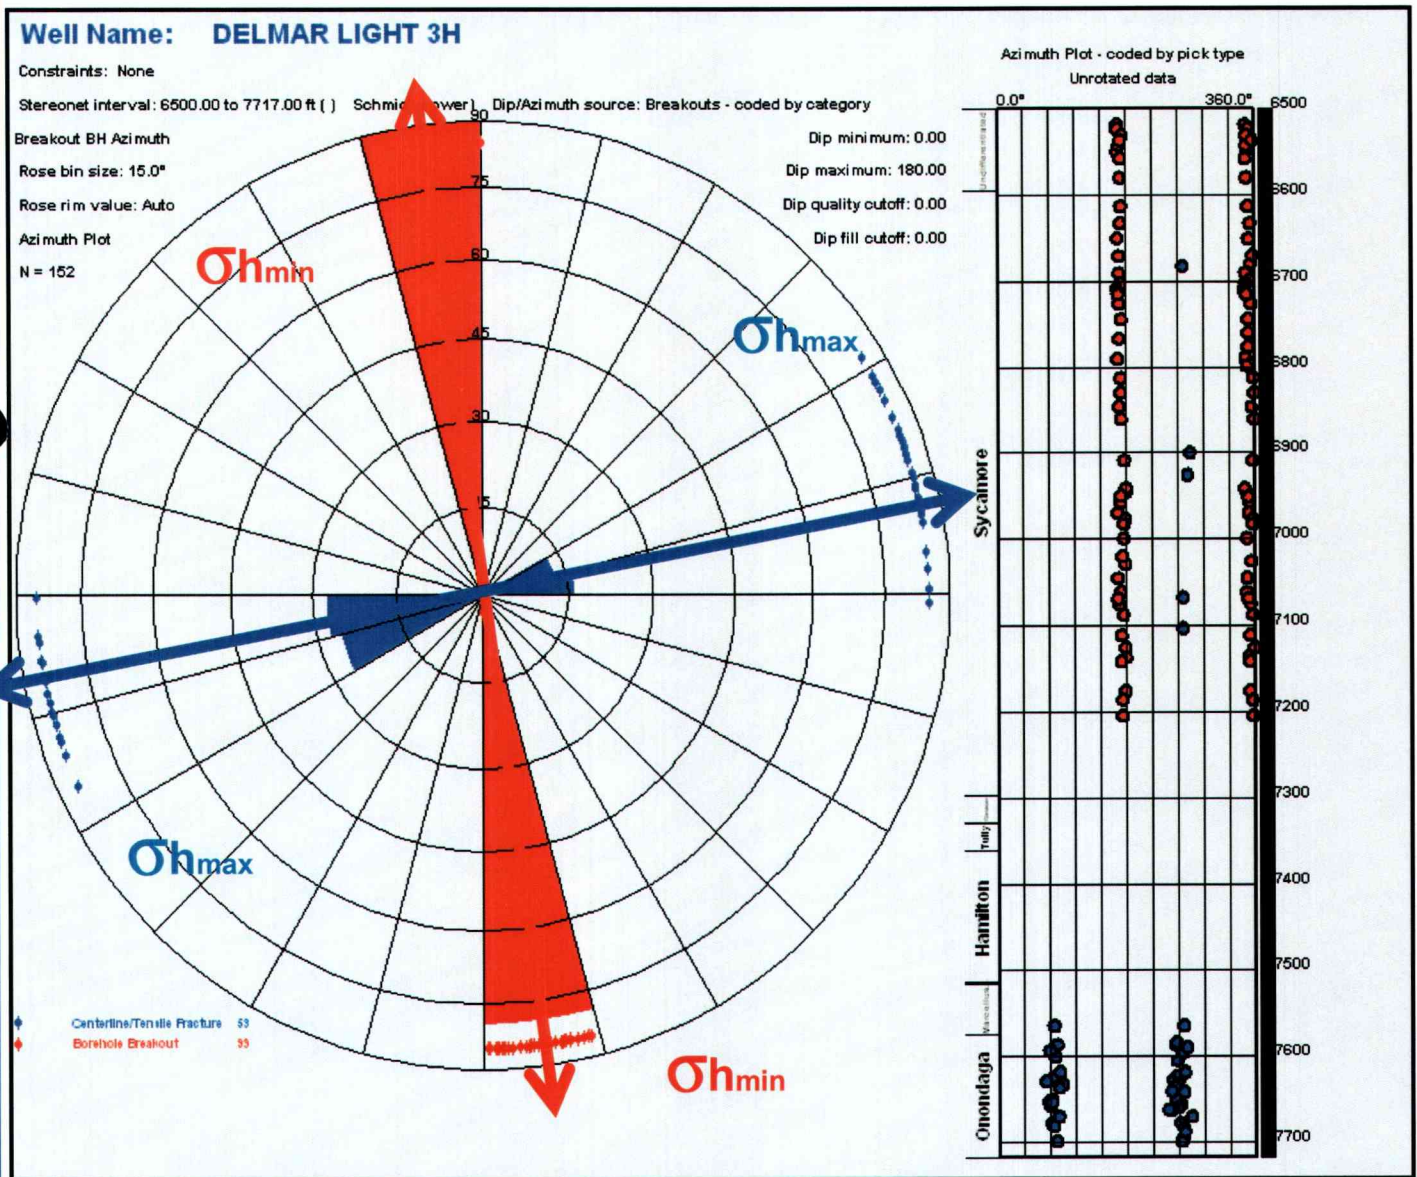 Well Name: DELMAR LIGHT 3H
Constraints: None
Stereonet interval: 6500.00 to 7717.00 ft ( ) Dip/Azimuth source: Breakouts - coded by category
Breakout BH Azimuth
Rose bin size: 15.0°
Rose rim value: Auto
Azimuth Plot
N = 152
Dip minimum: 0.00
Dip maximum: 180.00
Dip quality cutoff: 0.00
Dip fill cutoff: 0.00
90
75
60
45
30
15
σhmin
σhmax
σhmax
σhmin
Centerline/Tensile Fracture 53
Borehole Breakout 99
Azimuth Plot - coded by pick type
Unrotated data
0.0° 360.0°
6500
6600
6700
6800
6900
7000
7100
7200
7300
7400
7500
7600
7700
Undifferentiated
Sycamore
Tully
Hamilton
Marcellus
Onondaga